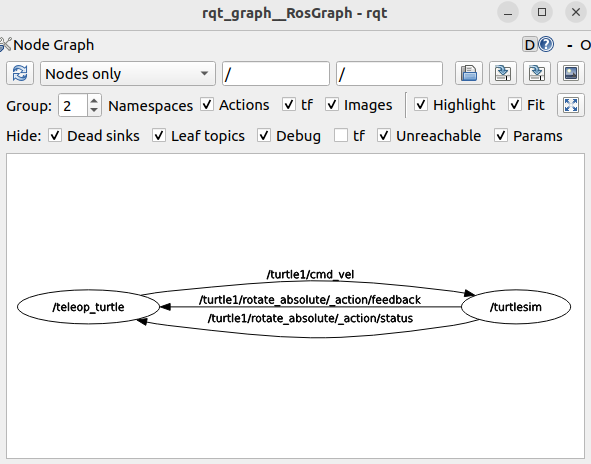 rqt_graph__RosGraph - rqt
Node Graph
D
?
- O
Nodes only
/
/
Group: 2 Namespaces Actions tf Images Highlight Fit
Hide: Dead sinks Leaf topics Debug tf Unreachable Params
/turtle1/cmd_vel
/teleop_turtle
/turtle1/rotate_absolute/_action/feedback
/turtlesim
/turtle1/rotate_absolute/_action/status